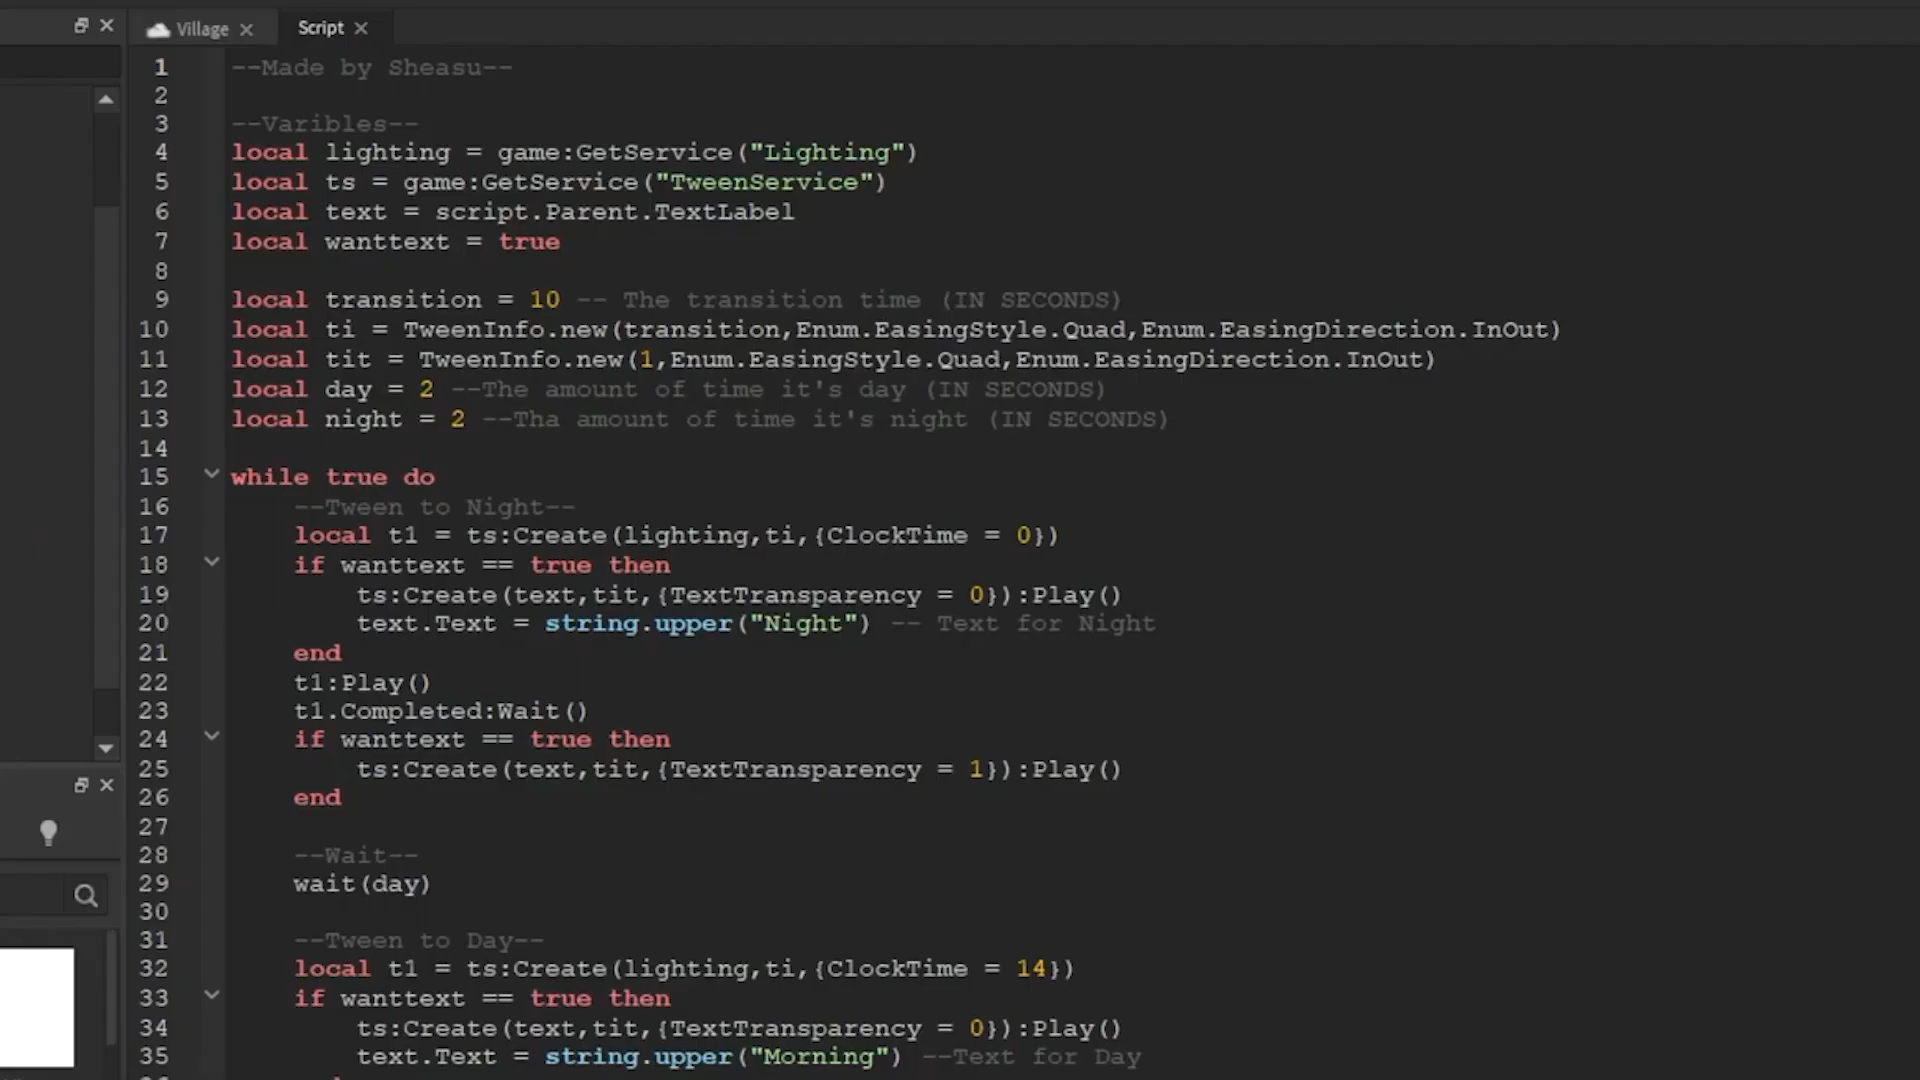 Village
Script
1 --Made by Sheasu--
2
3 --Varibles--
4 local lighting = game:GetService("Lighting")
5 local ts = game:GetService("TweenService")
6 local text = script.Parent.TextLabel
7 local wanttext = true
8
9 local transition = 10 -- The transition time (IN SECONDS)
10 local ti = TweenInfo.new(transition,Enum.EasingStyle.Quad,Enum.EasingDirection.InOut)
11 local tit = TweenInfo.new(1,Enum.EasingStyle.Quad,Enum.EasingDirection.InOut)
12 local day = 2 --The amount of time it's day (IN SECONDS)
13 local night = 2 --Tha amount of time it's night (IN SECONDS)
14
15 while true do
16 --Tween to Night--
17 local t1 = ts:Create(lighting,ti,{ClockTime = 0})
18 if wanttext == true then
19 ts:Create(text,tit,{TextTransparency = 0}):Play()
20 text.Text = string.upper("Night") -- Text for Night
21 end
22 t1:Play()
23 t1.Completed:Wait()
24 if wanttext == true then
25 ts:Create(text,tit,{TextTransparency = 1}):Play()
26 end
27
28 --Wait--
29 wait(day)
30
31 --Tween to Day--
32 local t1 = ts:Create(lighting,ti,{ClockTime = 14})
33 if wanttext == true then
34 ts:Create(text,tit,{TextTransparency = 0}):Play()
35 text.Text = string.upper("Morning") --Text for Day